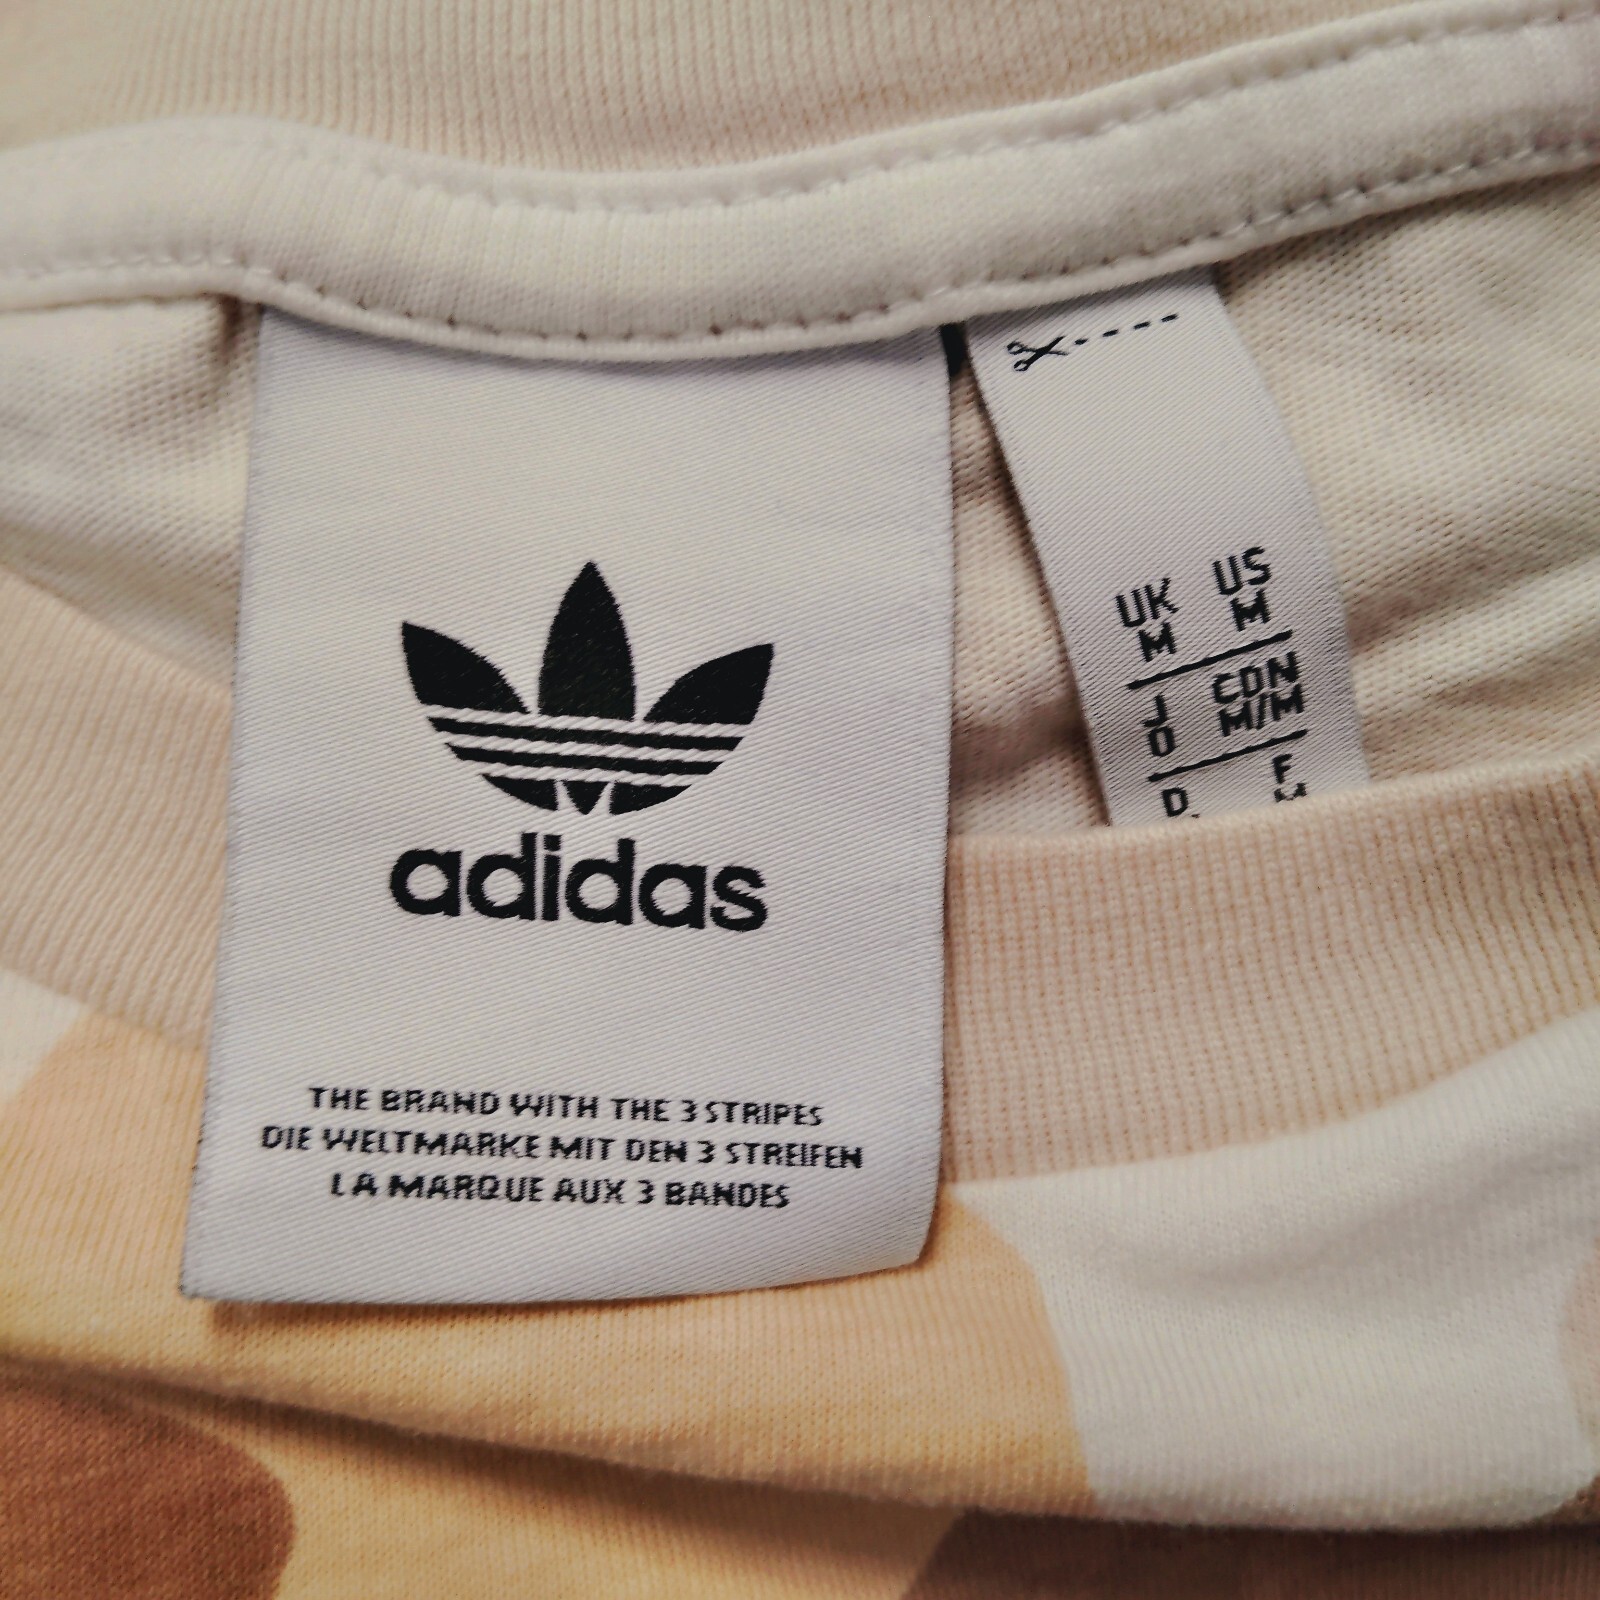 adidas
THE BRAND WITH THE 3 STRIPES
DIE WELTMARKE MIT DEN 3 STREIFEN
LA MARQUE AUX 3 BANDES
UK US
M M
J CDN
O M/M
D F
M